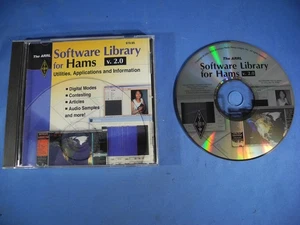 The ARRL
Software Library
for Hams v. 2.0
Utilities, Applications and Information
• Digital Modes
• Contesting
• Articles
• Audio Samples
and more!
The ARRL
Software Library
for Hams v. 2.0